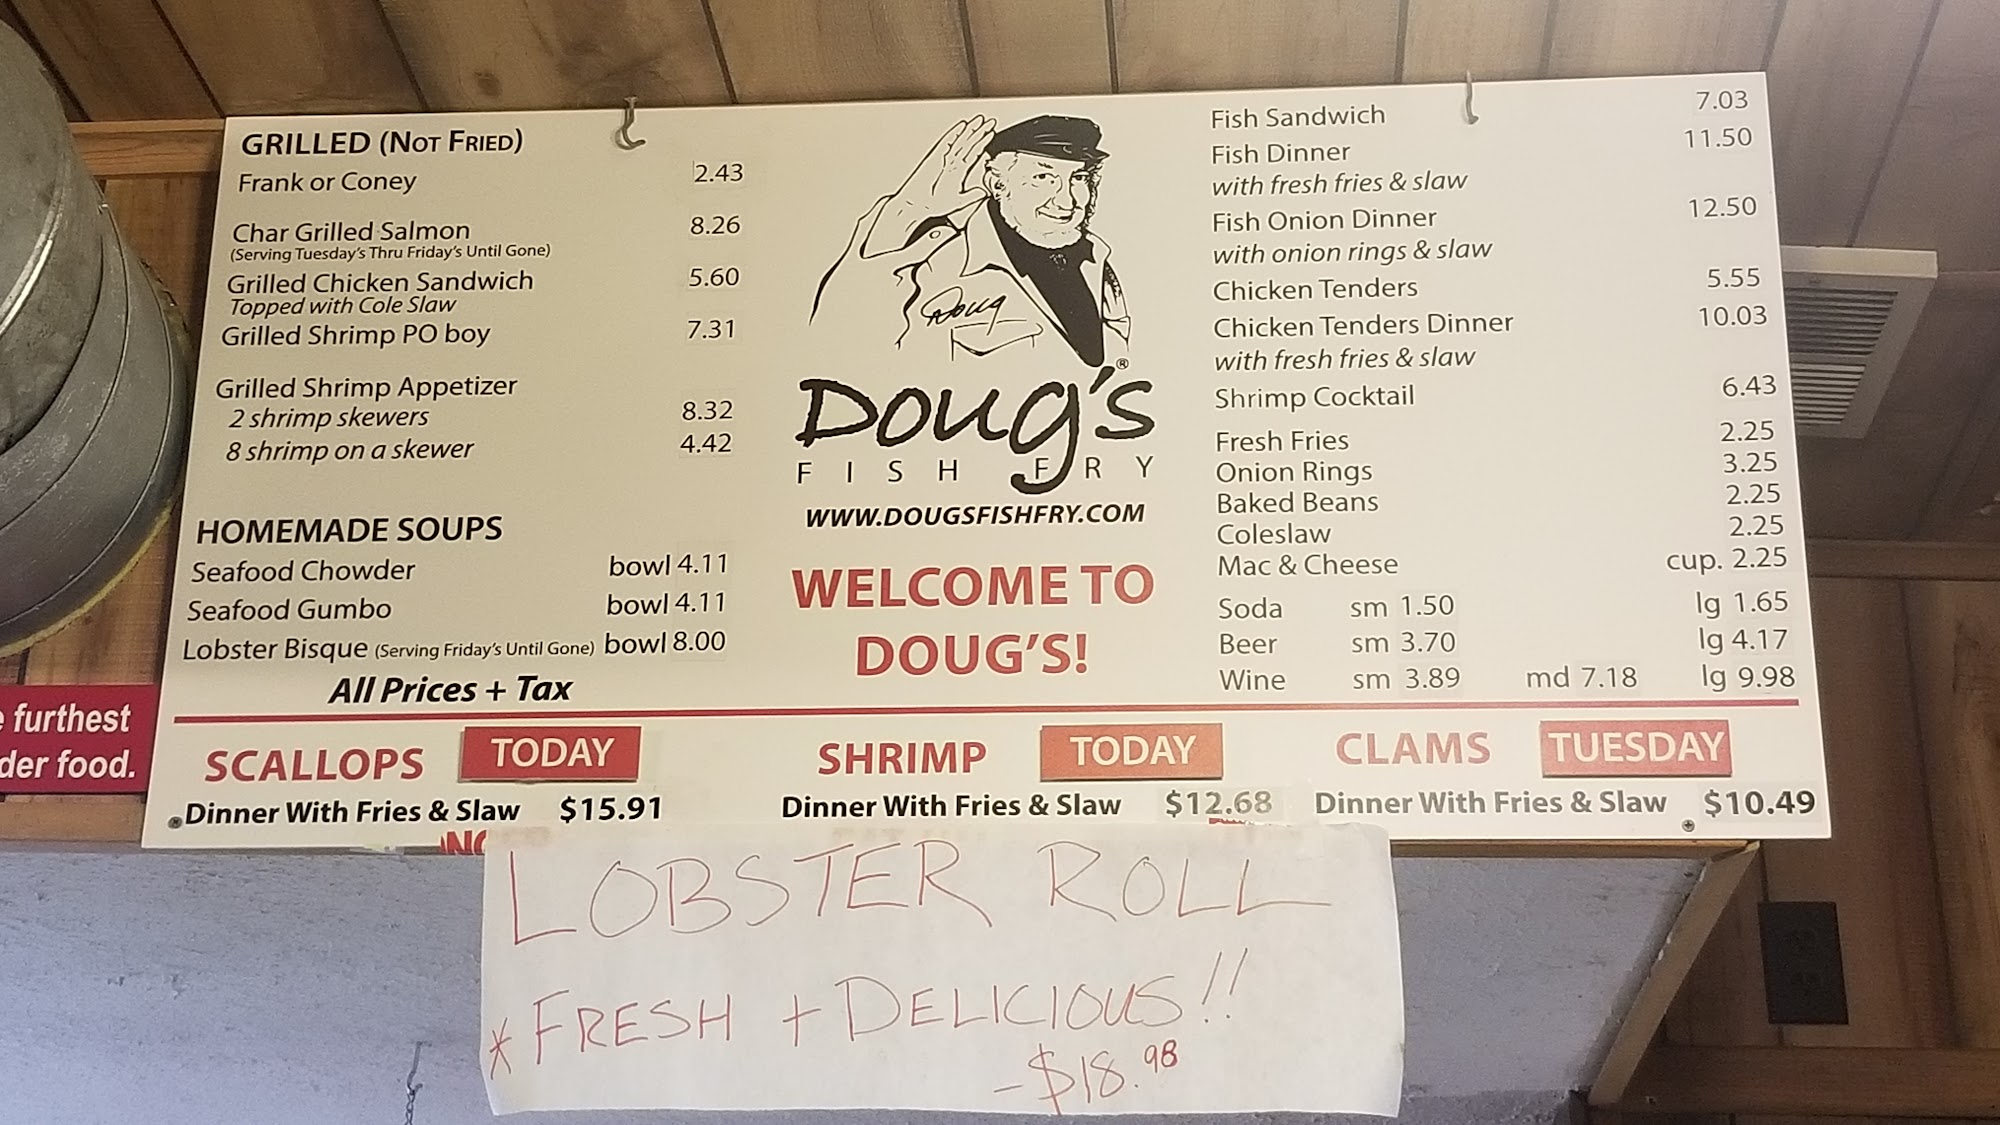 GRILLED (NOT FRIED)
Frank or Coney 2.43
Char Grilled Salmon 8.26
(Serving Tuesday's Thru Friday's Until Gone)
Grilled Chicken Sandwich 5.60
Topped with Cole Slaw
Grilled Shrimp PO boy 7.31
Grilled Shrimp Appetizer
2 shrimp skewers 8.32
8 shrimp on a skewer 4.42
HOMEMADE SOUPS
Seafood Chowder bowl 4.11
Seafood Gumbo bowl 4.11
Lobster Bisque (Serving Friday's Until Gone) bowl 8.00
All Prices + Tax
Doug
Doug's®
FISH FRY
WWW.DOUGSFISHFRY.COM
WELCOME TO
DOUG'S!
Fish Sandwich 7.03
Fish Dinner 11.50
with fresh fries & slaw
Fish Onion Dinner 12.50
with onion rings & slaw
Chicken Tenders 5.55
Chicken Tenders Dinner 10.03
with fresh fries & slaw
Shrimp Cocktail 6.43
Fresh Fries 2.25
Onion Rings 3.25
Baked Beans 2.25
Coleslaw 2.25
Mac & Cheese cup. 2.25
Soda sm 1.50 lg 1.65
Beer sm 3.70 lg 4.17
Wine sm 3.89 md 7.18 lg 9.98
SCALLOPS TODAY
Dinner With Fries & Slaw $15.91
SHRIMP TODAY
Dinner With Fries & Slaw $12.68
CLAMS TUESDAY
Dinner With Fries & Slaw $10.49
LOBSTER ROLL
*FRESH + DELICIOUS!!
-$18.98
furthest
der food.